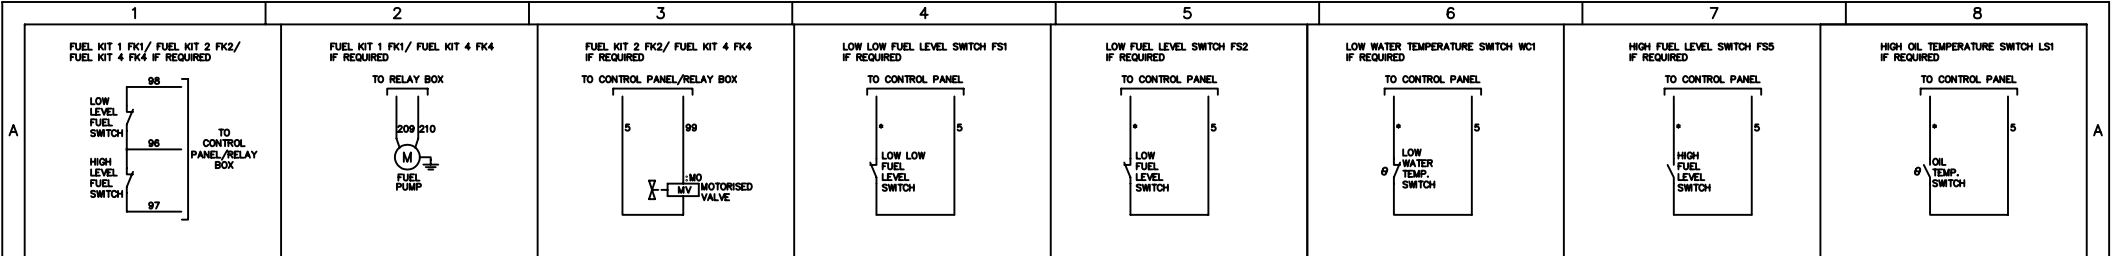 1
2
3
4
5
6
7
8
A
FUEL KIT 1 FK1/ FUEL KIT 2 FK2/
FUEL KIT 4 FK4 IF REQUIRED
98
LOW
LEVEL
FUEL
SWITCH
96
HIGH
LEVEL
FUEL
SWITCH
97
TO
CONTROL
PANEL/RELAY
BOX
FUEL KIT 1 FK1/ FUEL KIT 4 FK4
IF REQUIRED
TO RELAY BOX
209 210
M
FUEL
PUMP
FUEL KIT 2 FK2/ FUEL KIT 4 FK4
IF REQUIRED
TO CONTROL PANEL/RELAY BOX
5 99
:MO
MV
MOTORISED
VALVE
LOW LOW FUEL LEVEL SWITCH FS1
IF REQUIRED
TO CONTROL PANEL
* 5
LOW LOW
FUEL
LEVEL
SWITCH
LOW FUEL LEVEL SWITCH FS2
IF REQUIRED
TO CONTROL PANEL
* 5
LOW
FUEL
LEVEL
SWITCH
LOW WATER TEMPERATURE SWITCH WC1
IF REQUIRED
TO CONTROL PANEL
* 5
θ
LOW
WATER
TEMP.
SWITCH
HIGH FUEL LEVEL SWITCH FS5
IF REQUIRED
TO CONTROL PANEL
* 5
HIGH
FUEL
LEVEL
SWITCH
HIGH OIL TEMPERATURE SWITCH LS1
IF REQUIRED
TO CONTROL PANEL
* 5
θ
OIL
TEMP.
SWITCH
A